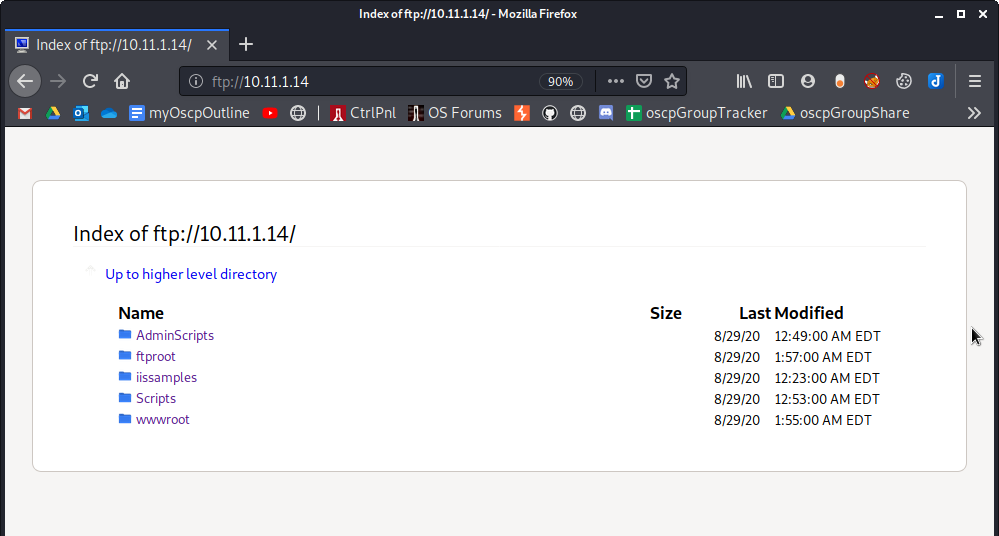 Index of ftp://10.11.1.14/ - Mozilla Firefox
Index of ftp://10.11.1.14/
ftp://10.11.1.14 90%
myOscpOutline CtrlPnl OS Forums oscpGroupTracker oscpGroupShare
Index of ftp://10.11.1.14/
Up to higher level directory
Name Size Last Modified
AdminScripts 8/29/20 12:49:00 AM EDT
ftproot 8/29/20 1:57:00 AM EDT
iissamples 8/29/20 12:23:00 AM EDT
Scripts 8/29/20 12:53:00 AM EDT
wwwroot 8/29/20 1:55:00 AM EDT